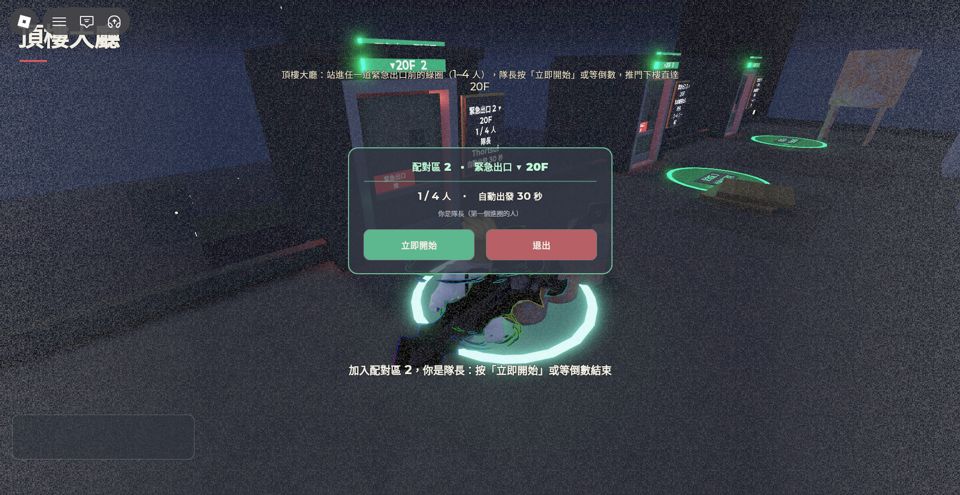 頂樓大廳
▼20F 2
頂樓大廳：站進任一道緊急出口前的綠圈（1–4 人），隊長按「立即開始」或等倒數，推門下樓直達
20F
緊急出口 2 ▾
20F
1 / 4 人
隊長
配對區 2 • 緊急出口 ▾ 20F
1 / 4 人 • 自動出發 30 秒
你是隊長（第一個進圈的人）
立即開始
退出
加入配對區 2，你是隊長：按「立即開始」或等倒數結束